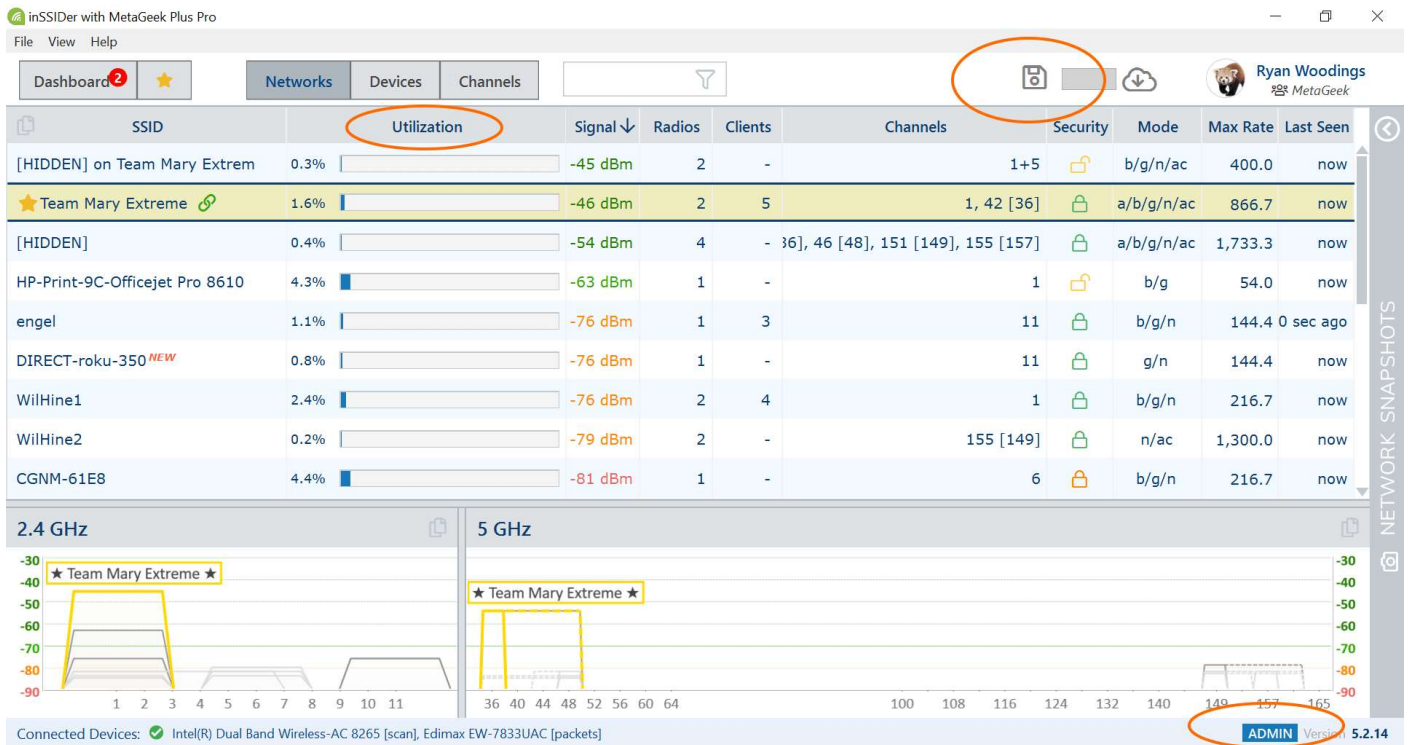 inSSIDer with MetaGeek Plus Pro
File View Help
Dashboard 2 Networks Devices Channels Ryan Woodings
MetaGeek
SSID Utilization Signal Radios Clients Channels Security Mode Max Rate Last Seen
[HIDDEN] on Team Mary Extrem 0.3% -45 dBm 2 - 1+5 b/g/n/ac 400.0 now
Team Mary Extreme 1.6% -46 dBm 2 5 1, 42 [36] a/b/g/n/ac 866.7 now
[HIDDEN] 0.4% -54 dBm 4 - 36], 46 [48], 151 [149], 155 [157] a/b/g/n/ac 1,733.3 now
HP-Print-9C-Officejet Pro 8610 4.3% -63 dBm 1 - 1 b/g 54.0 now
engel 1.1% -76 dBm 1 3 11 b/g/n 144.4 0 sec ago
DIRECT-roku-350 NEW 0.8% -76 dBm 1 - 11 g/n 144.4 now
WilHine1 2.4% -76 dBm 2 4 1 b/g/n 216.7 now
WilHine2 0.2% -79 dBm 2 - 155 [149] n/ac 1,300.0 now
CGNM-61E8 4.4% -81 dBm 1 - 6 b/g/n 216.7 now
NETWORK SNAPSHOTS
2.4 GHz
-30
-40
-50
-60
-70
-80
-90
★ Team Mary Extreme ★
1 2 3 4 5 6 7 8 9 10 11
5 GHz
★ Team Mary Extreme ★
-30
-40
-50
-60
-70
-80
-90
36 40 44 48 52 56 60 64 100 108 116 124 132 140 149 157 165
Connected Devices: Intel(R) Dual Band Wireless-AC 8265 [scan], Edimax EW-7833UAC [packets] ADMIN Version 5.2.14